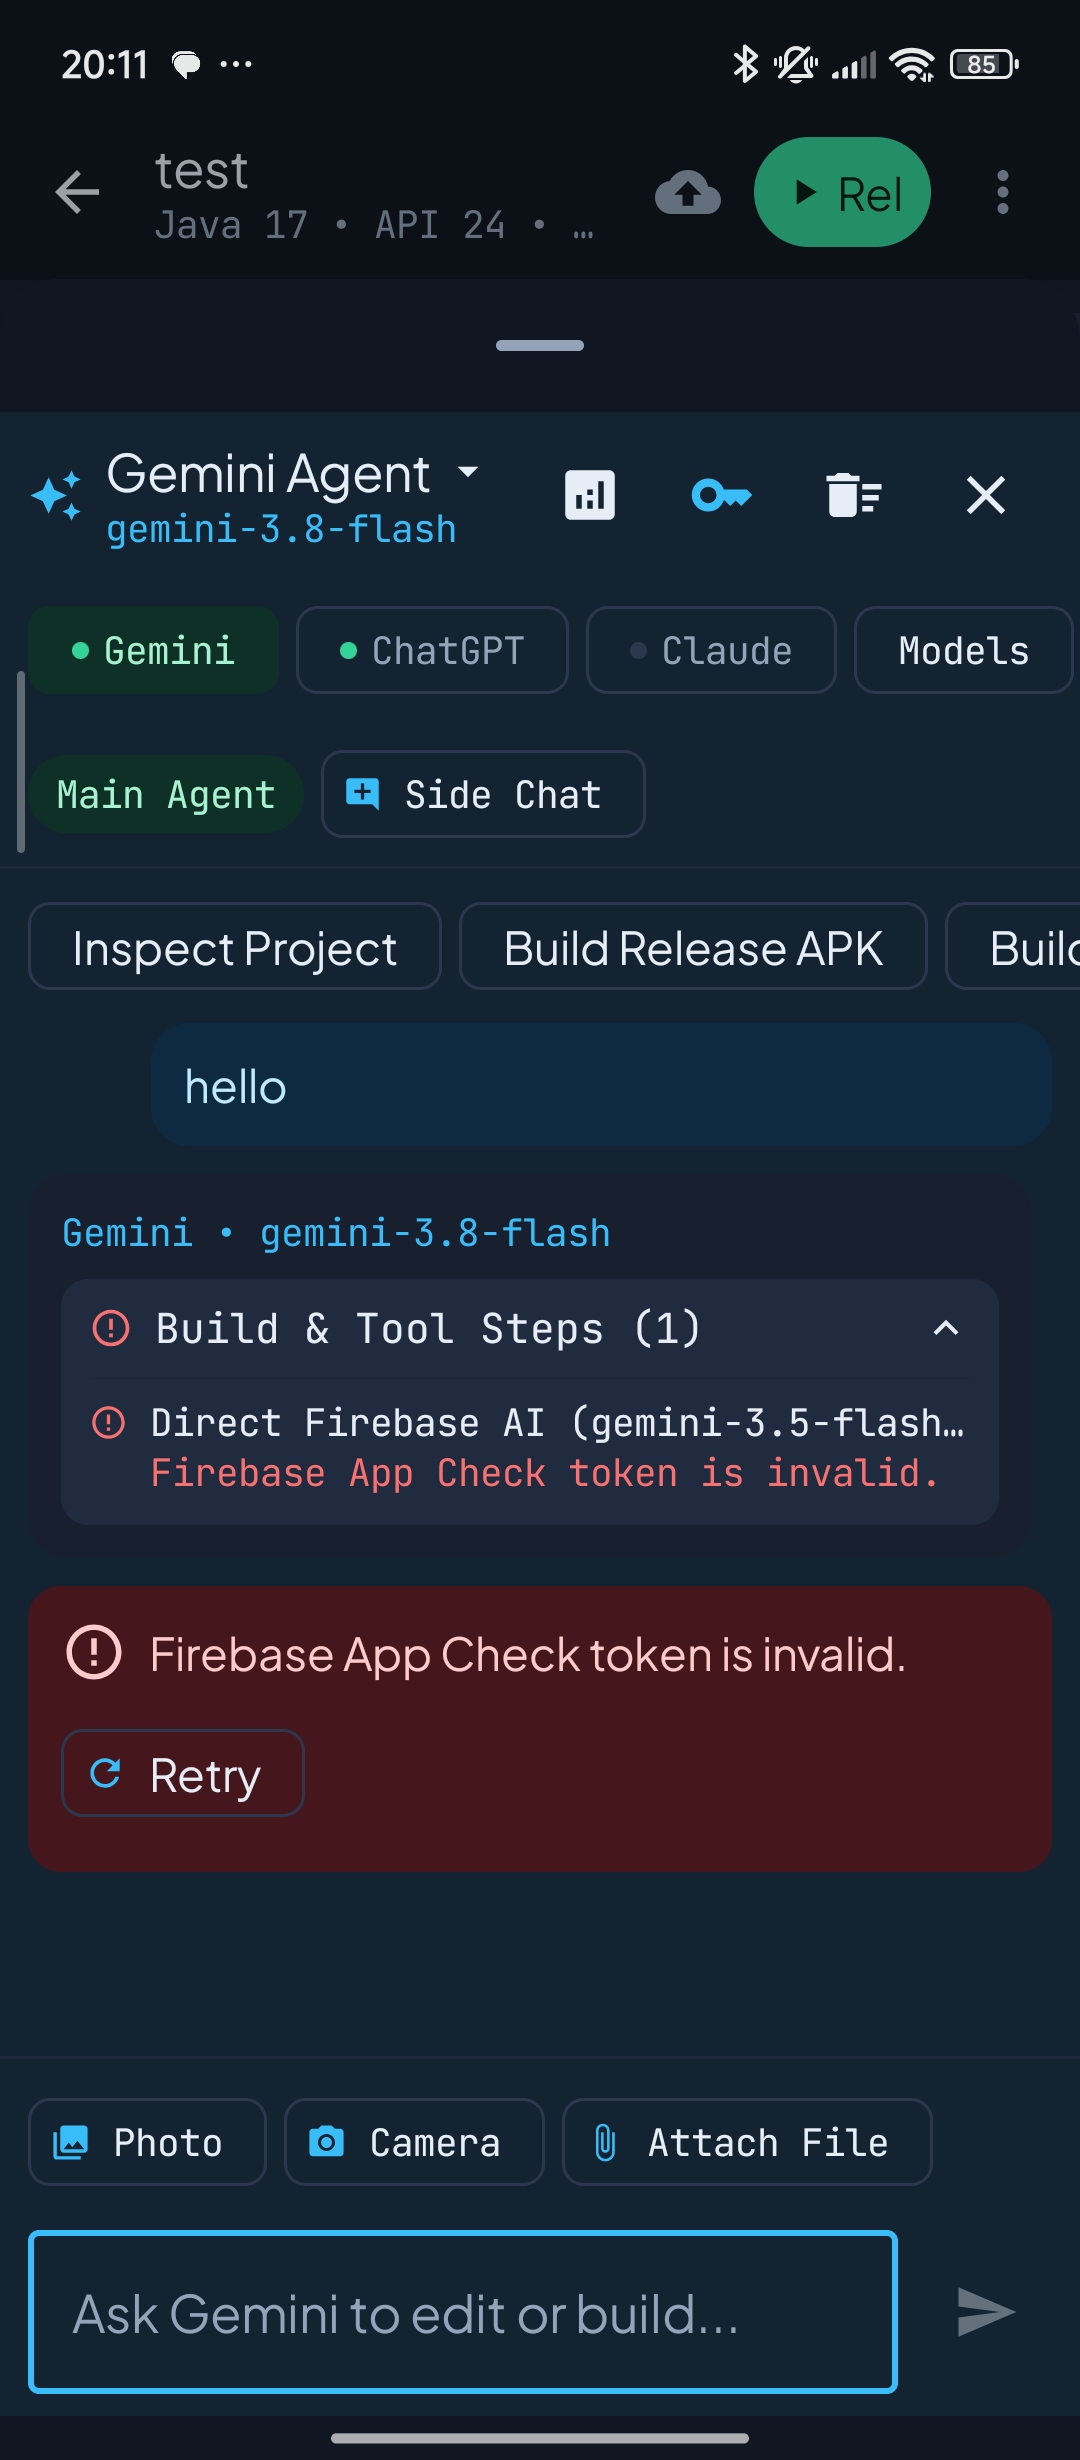 20:11
85
test
Java 17 • API 24 • …
Rel
Gemini Agent
gemini-3.8-flash
Gemini
ChatGPT
Claude
Models
Main Agent
Side Chat
Inspect Project
Build Release APK
Build
hello
Gemini • gemini-3.8-flash
Build & Tool Steps (1)
Direct Firebase AI (gemini-3.5-flash…
Firebase App Check token is invalid.
Firebase App Check token is invalid.
Retry
Photo
Camera
Attach File
Ask Gemini to edit or build...